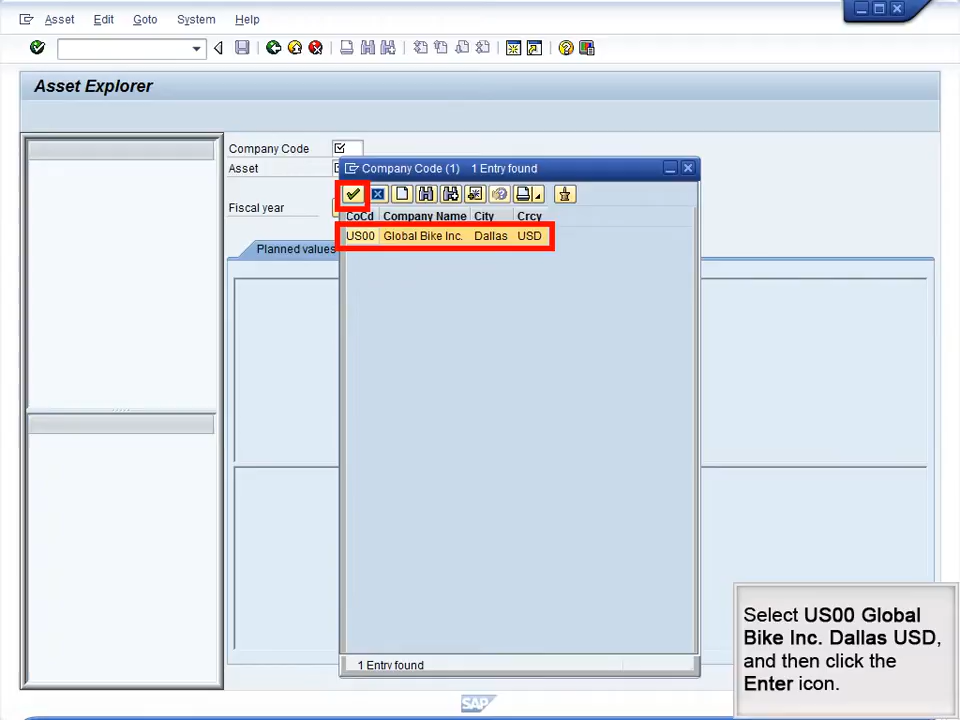 Asset Edit Goto System Help
Asset Explorer
Company Code
Asset
Fiscal year
Planned values
Company Code (1) 1 Entry found
CoCd Company Name City Crcy
US00 Global Bike Inc. Dallas USD
1 Entry found
Select US00 Global
Bike Inc. Dallas USD,
and then click the
Enter icon.
SAP